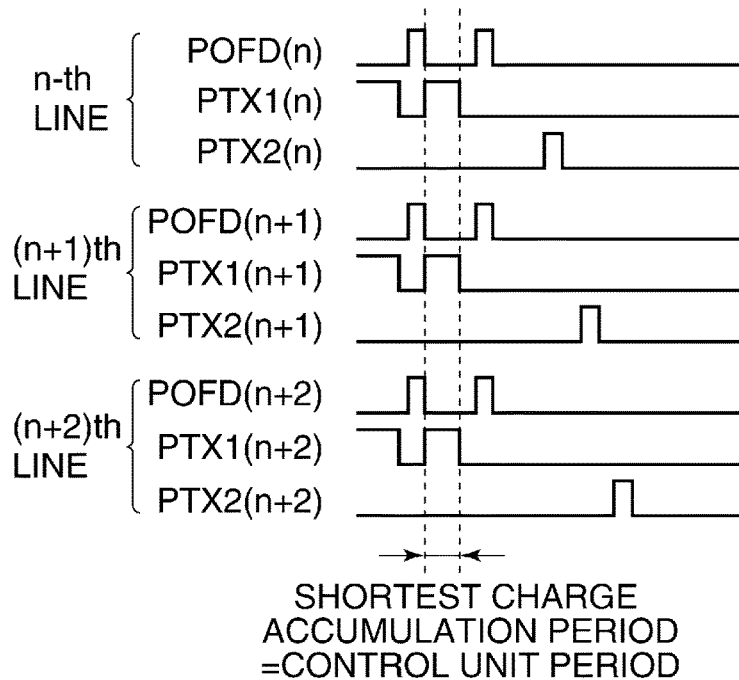 n-th
LINE
POFD(n)
PTX1(n)
PTX2(n)
(n+1)th
LINE
POFD(n+1)
PTX1(n+1)
PTX2(n+1)
(n+2)th
LINE
POFD(n+2)
PTX1(n+2)
PTX2(n+2)
SHORTEST CHARGE
ACCUMULATION PERIOD
=CONTROL UNIT PERIOD